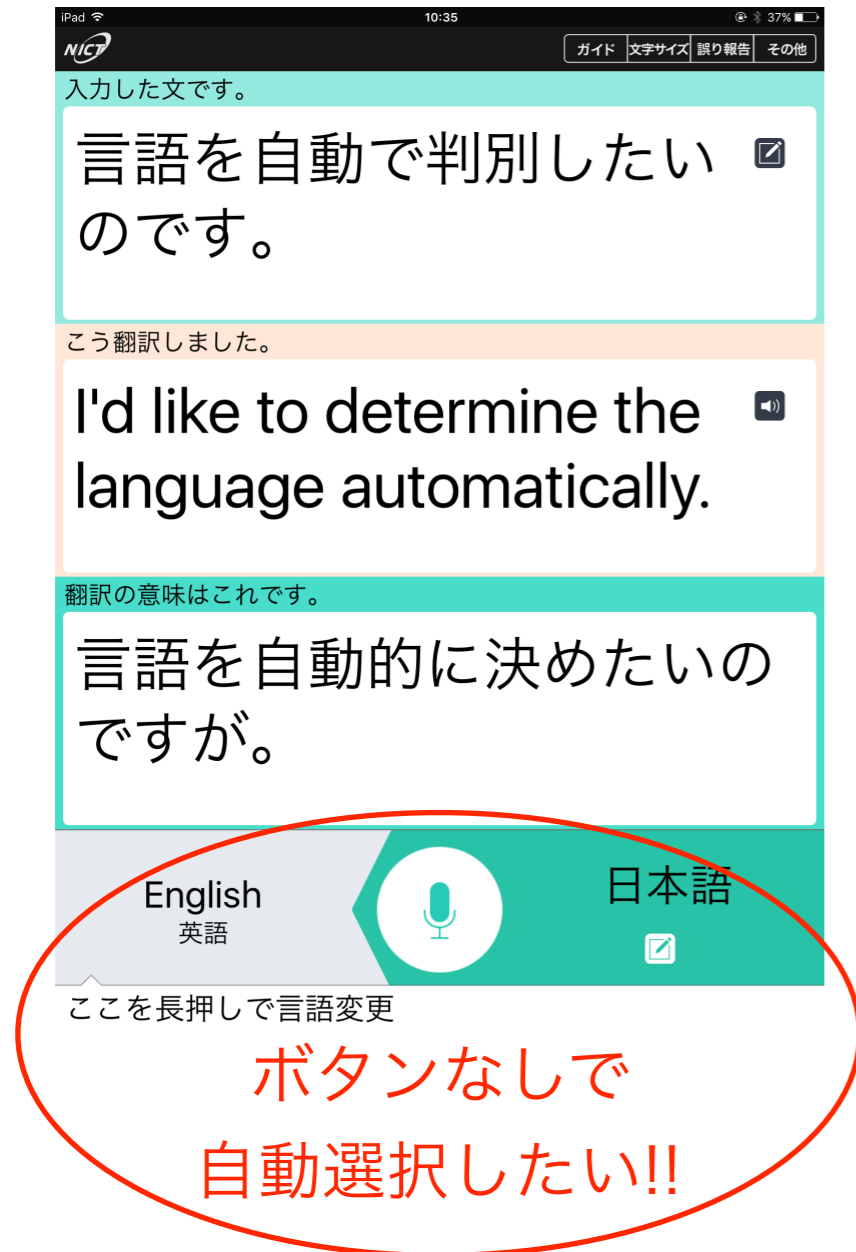 iPad 10:35 37%
NICT ガイド 文字サイズ 誤り報告 その他
入力した文です。
言語を自動で判別したい
のです。
こう翻訳しました。
I'd like to determine the
language automatically.
翻訳の意味はこれです。
言語を自動的に決めたいの
ですが。
English
英語
日本語
ここを長押しで言語変更
ボタンなしで
自動選択したい!!